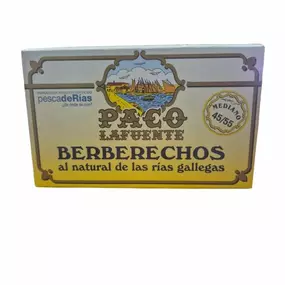 pescadeRías
PACO
LAFUENTE
MEDIANO
45/55
BERBERECHOS
al natural de las rías gallegas